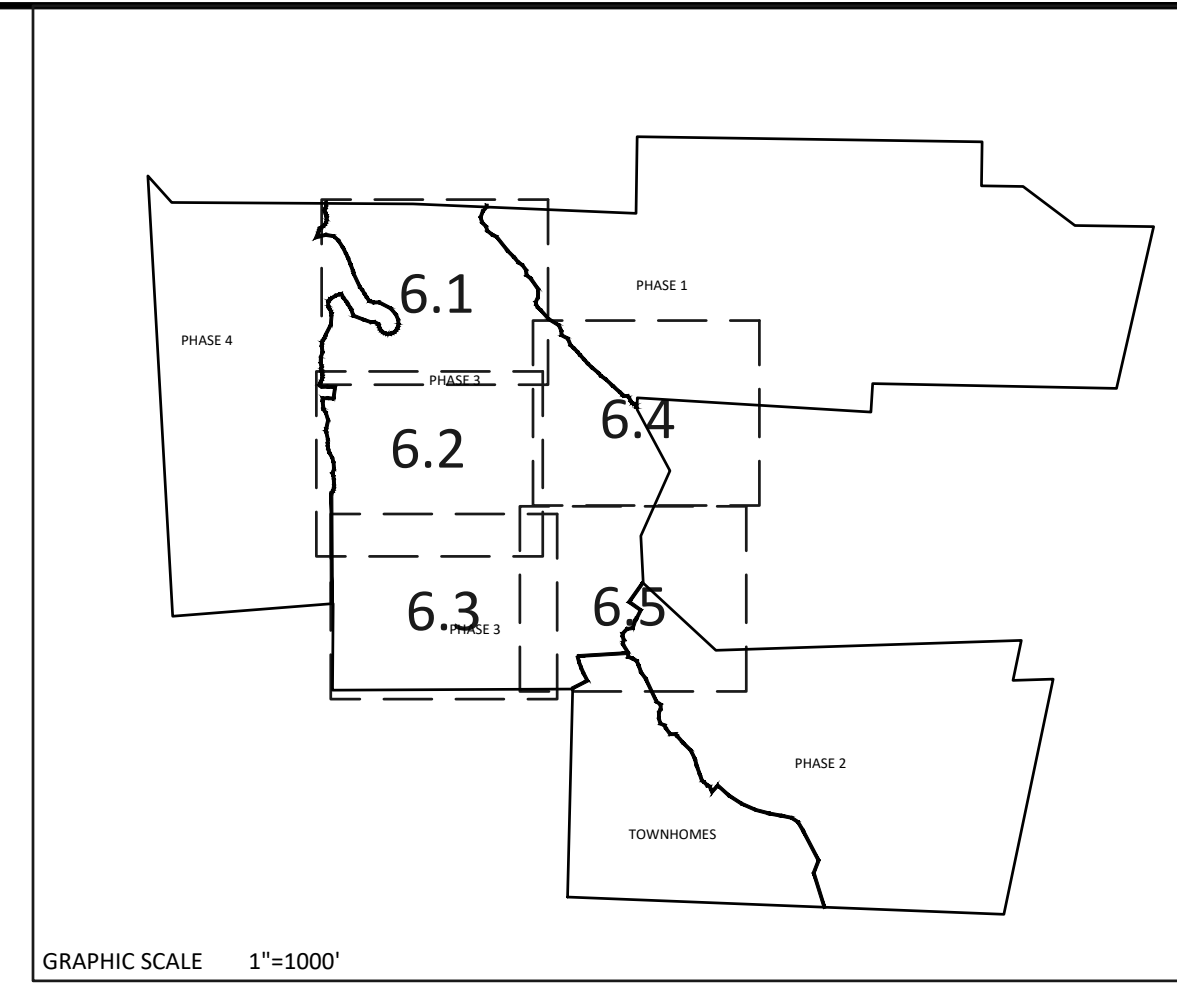 PHASE 1
6.1
PHASE 4
PHASE 3
6.4
6.2
6.3
PHASE 3
6.5
PHASE 2
TOWNHOMES
GRAPHIC SCALE 1"=1000'